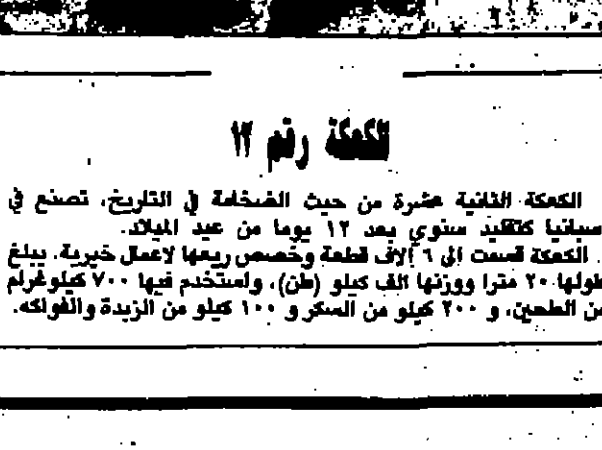 الكعكة رقم ١٢
الكعكة الثانية عشرة من حيث الضخامة في التاريخ، تصنع في
سبانيا كتقليد سنوي بعد ١٢ يوما من عيد الميلاد.
الكعكة قسمت الى ٦ آلاف قطعة وخصص ريعها لاعمال خيرية. يبلغ
طولها ٢٠ مترا ووزنها الف كيلو (طن)، واستخدم فيها ٧٠٠ كيلوغرام
من الطحين، و ٢٠٠ كيلو من السكر و ١٠٠ كيلو من الزبدة والفواكه.